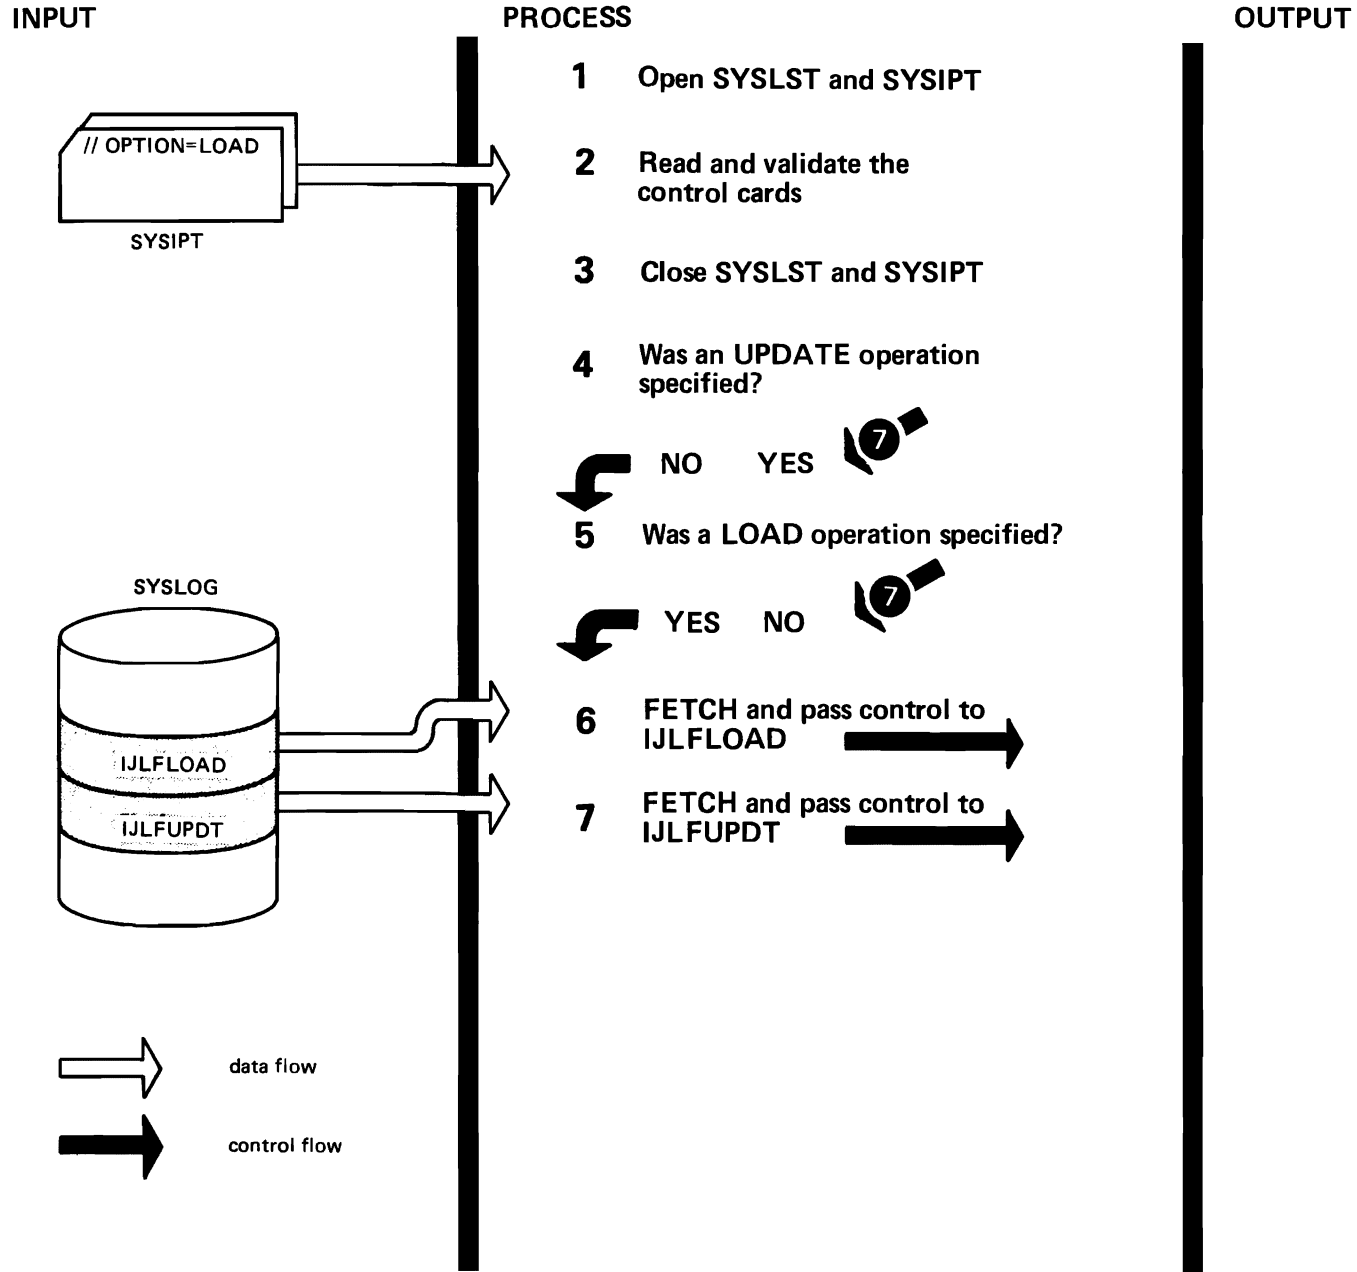 INPUT
PROCESS
OUTPUT
1 Open SYSLST and SYSIPT
// OPTION=LOAD
SYSIPT
2 Read and validate the
control cards
3 Close SYSLST and SYSIPT
4 Was an UPDATE operation
specified?
NO YES 7
5 Was a LOAD operation specified?
YES NO 7
SYSLOG
IJLFLOAD
IJLFUPDT
6 FETCH and pass control to
IJLFLOAD
7 FETCH and pass control to
IJLFUPDT
data flow
control flow